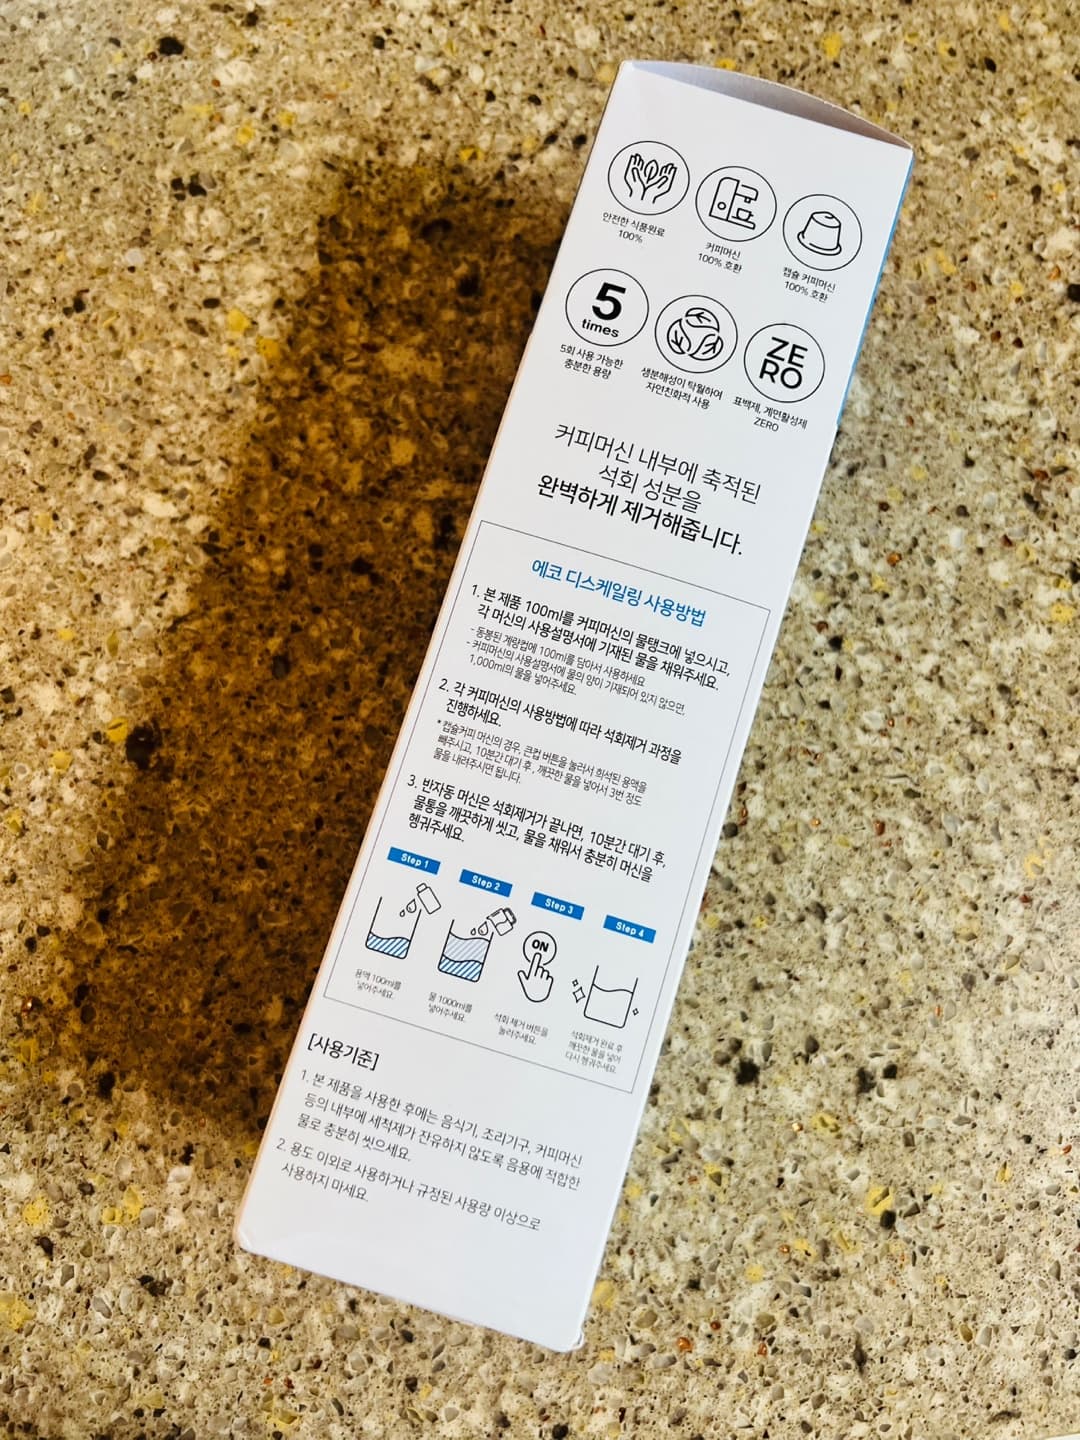 안전한 식품원료
100%
커피머신
100% 호환
캡슐 커피머신
100% 호환
5
times
5회 사용 가능한
충분한 용량
생분해성이 탁월하여
자연친화적 사용
ZE
RO
표백제, 계면활성제
ZERO
커피머신 내부에 축적된
석회 성분을
완벽하게 제거해줍니다.
에코 디스케일링 사용방법
1. 본 제품 100ml를 커피머신의 물탱크에 넣으시고,
각 머신의 사용설명서에 기재된 물을 채워주세요.
- 동봉된 계량컵에 100ml를 담아서 사용하세요
- 커피머신의 사용설명서에 물의 양이 기재되어 있지 않으면,
1,000ml의 물을 넣어주세요.
2. 각 커피머신의 사용방법에 따라 석회제거 과정을
진행하세요.
* 캡슐커피 머신의 경우, 큰컵 버튼을 눌러서 희석된 용액을
빼주시고, 10분간 대기 후, 깨끗한 물을 넣어서 3번 정도
물을 내려주시면 됩니다.
3. 반자동 머신은 석회제거가 끝나면, 10분간 대기 후,
물통을 깨끗하게 씻고, 물을 채워서 충분히 머신을
헹궈주세요.
Step 1
Step 2
Step 3
Step 4
ON
용액 100ml를
넣어주세요.
물 1000ml를
넣어주세요.
석회 제거 버튼을
눌러주세요.
석회제거 완료 후
깨끗한 물을 넣어
다시 헹궈주세요.
[사용기준]
1. 본 제품을 사용한 후에는 음식기, 조리기구, 커피머신
등의 내부에 세척제가 잔유하지 않도록 음용에 적합한
물로 충분히 씻으세요.
2. 용도 이외로 사용하거나 규정된 사용량 이상으로
사용하지 마세요.